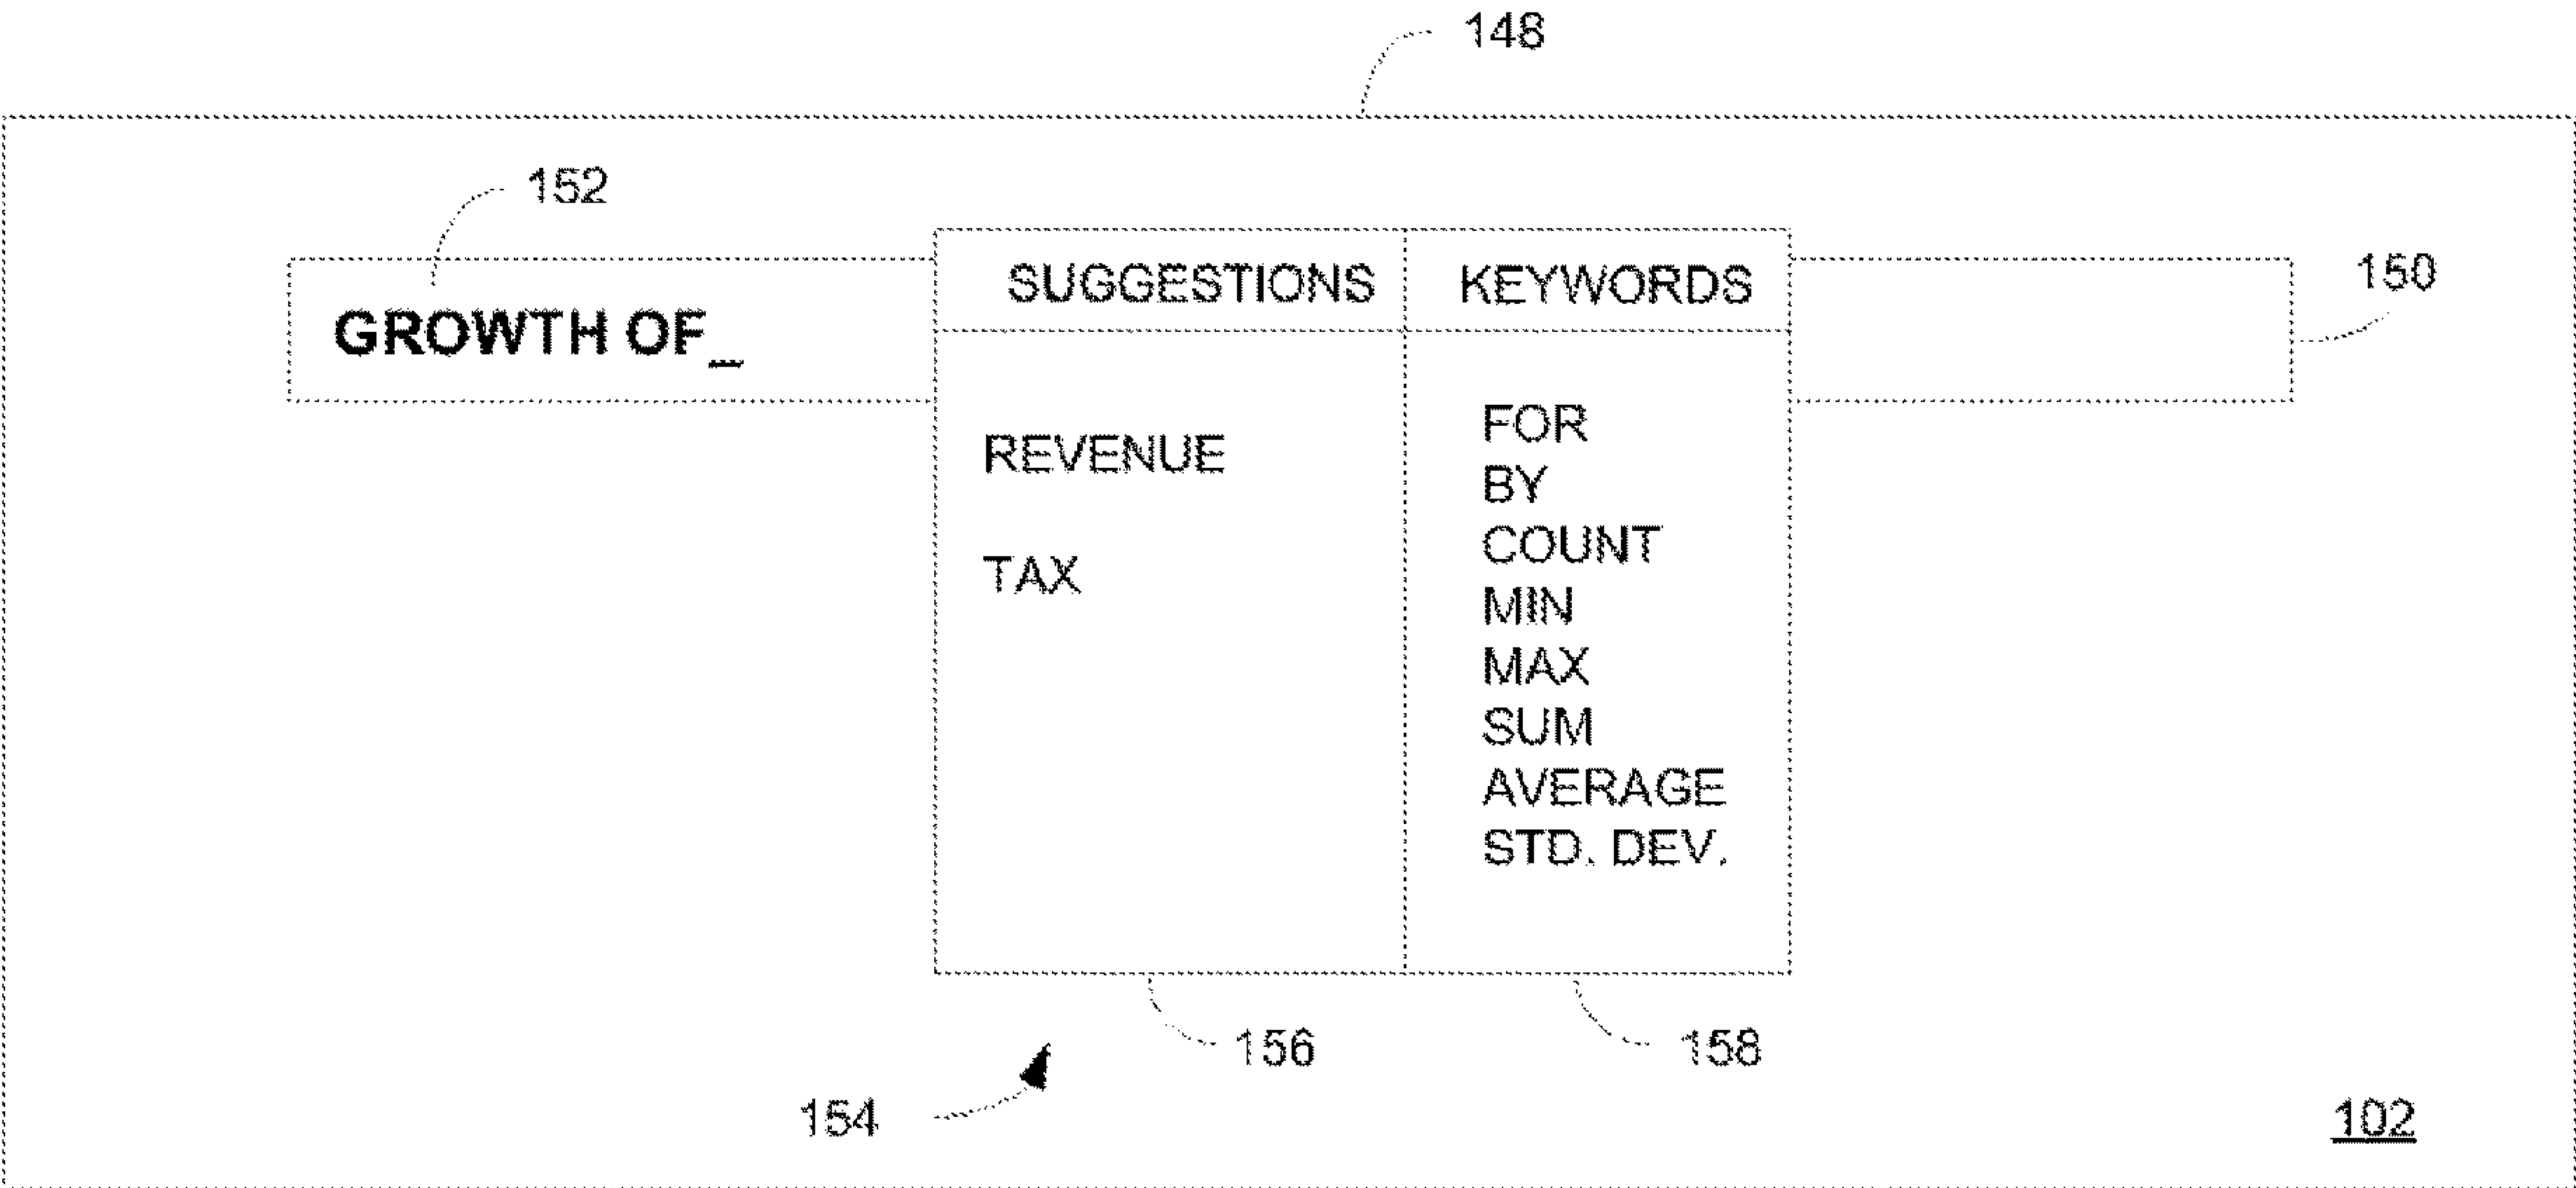 148
152
SUGGESTIONS KEYWORDS
150
GROWTH OF_
REVENUE
TAX
FOR
BY
COUNT
MIN
MAX
SUM
AVERAGE
STD. DEV.
156
158
154
102